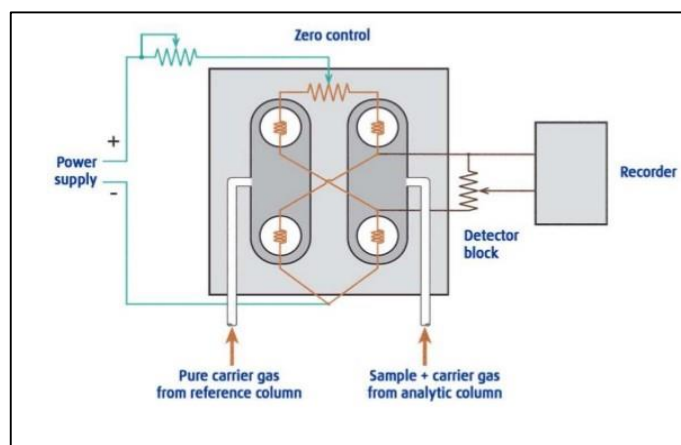 Zero control
+
Power
supply
-
Recorder
Detector
block
Pure carrier gas
from reference column
Sample + carrier gas
from analytic column